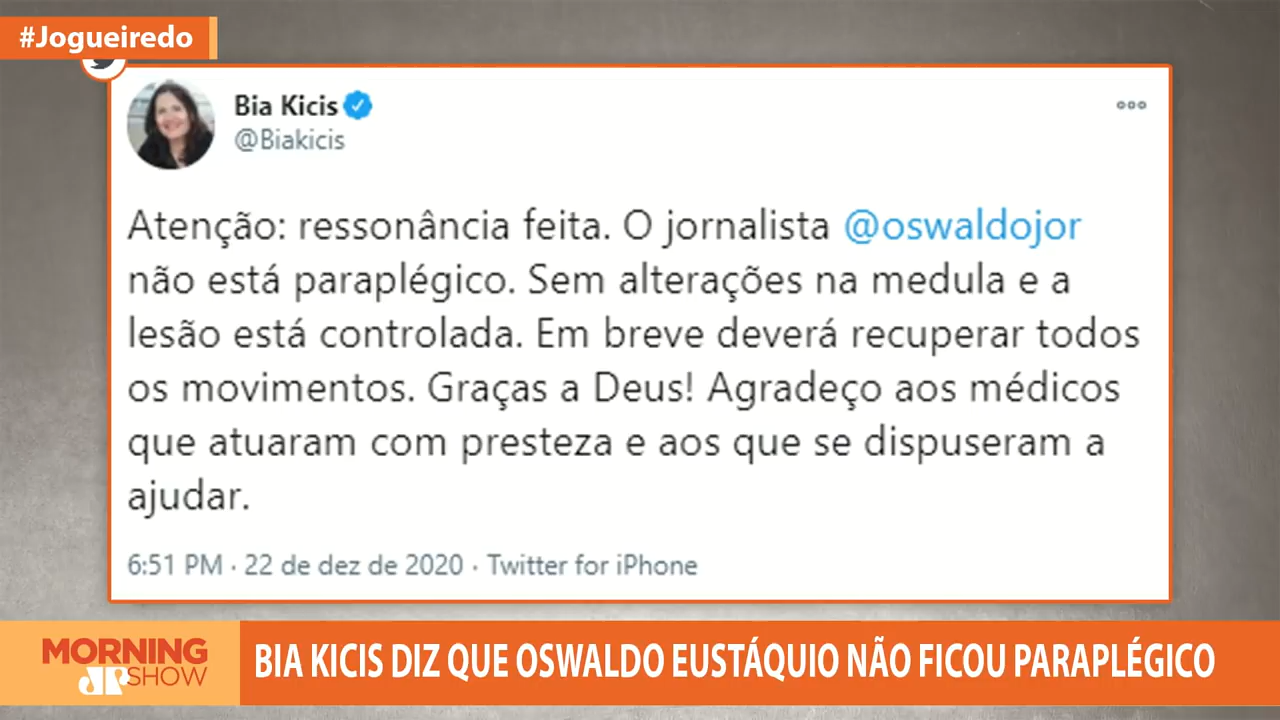 #Jogueiredo
Bia Kicis
@Biakicis
Atenção: ressonância feita. O jornalista @oswaldojor
não está paraplégico. Sem alterações na medula e a
lesão está controlada. Em breve deverá recuperar todos
os movimentos. Graças a Deus! Agradeço aos médicos
que atuaram com presteza e aos que se dispuseram a
ajudar.
6:51 PM · 22 de dez de 2020 · Twitter for iPhone
MORNING
JP SHOW
BIA KICIS DIZ QUE OSWALDO EUSTÁQUIO NÃO FICOU PARAPLÉGICO